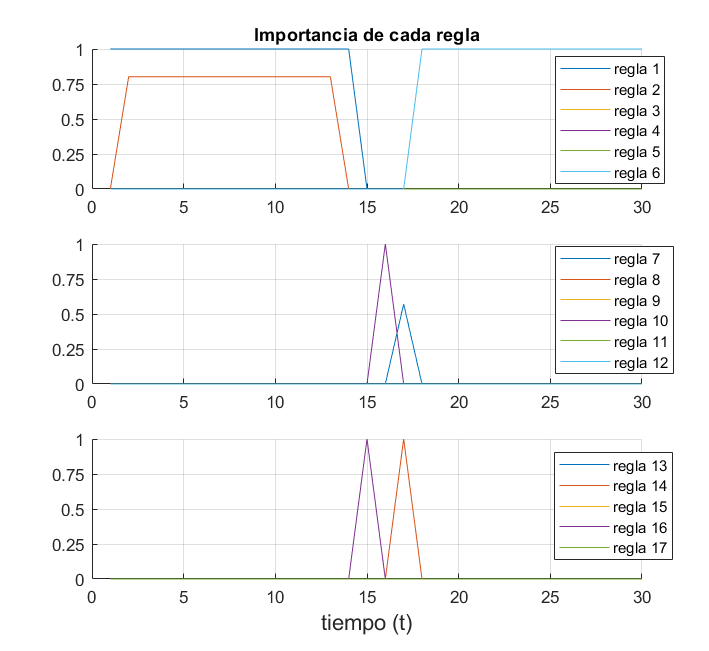 Importancia de cada regla
1
0.75
0.5
0.25
0
0 5 10 15 20 25 30
regla 1
regla 2
regla 3
regla 4
regla 5
regla 6
1
0.75
0.5
0.25
0
0 5 10 15 20 25 30
regla 7
regla 8
regla 9
regla 10
regla 11
regla 12
1
0.75
0.5
0.25
0
0 5 10 15 20 25 30
regla 13
regla 14
regla 15
regla 16
regla 17
tiempo (t)